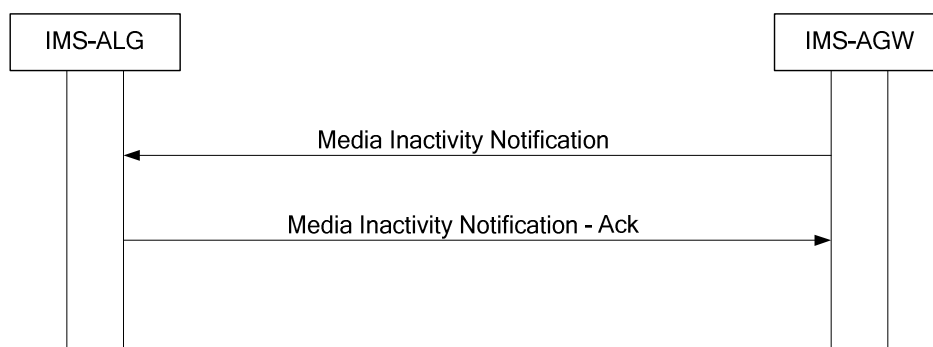 IMS-ALG
IMS-AGW
Media Inactivity Notification
Media Inactivity Notification - Ack